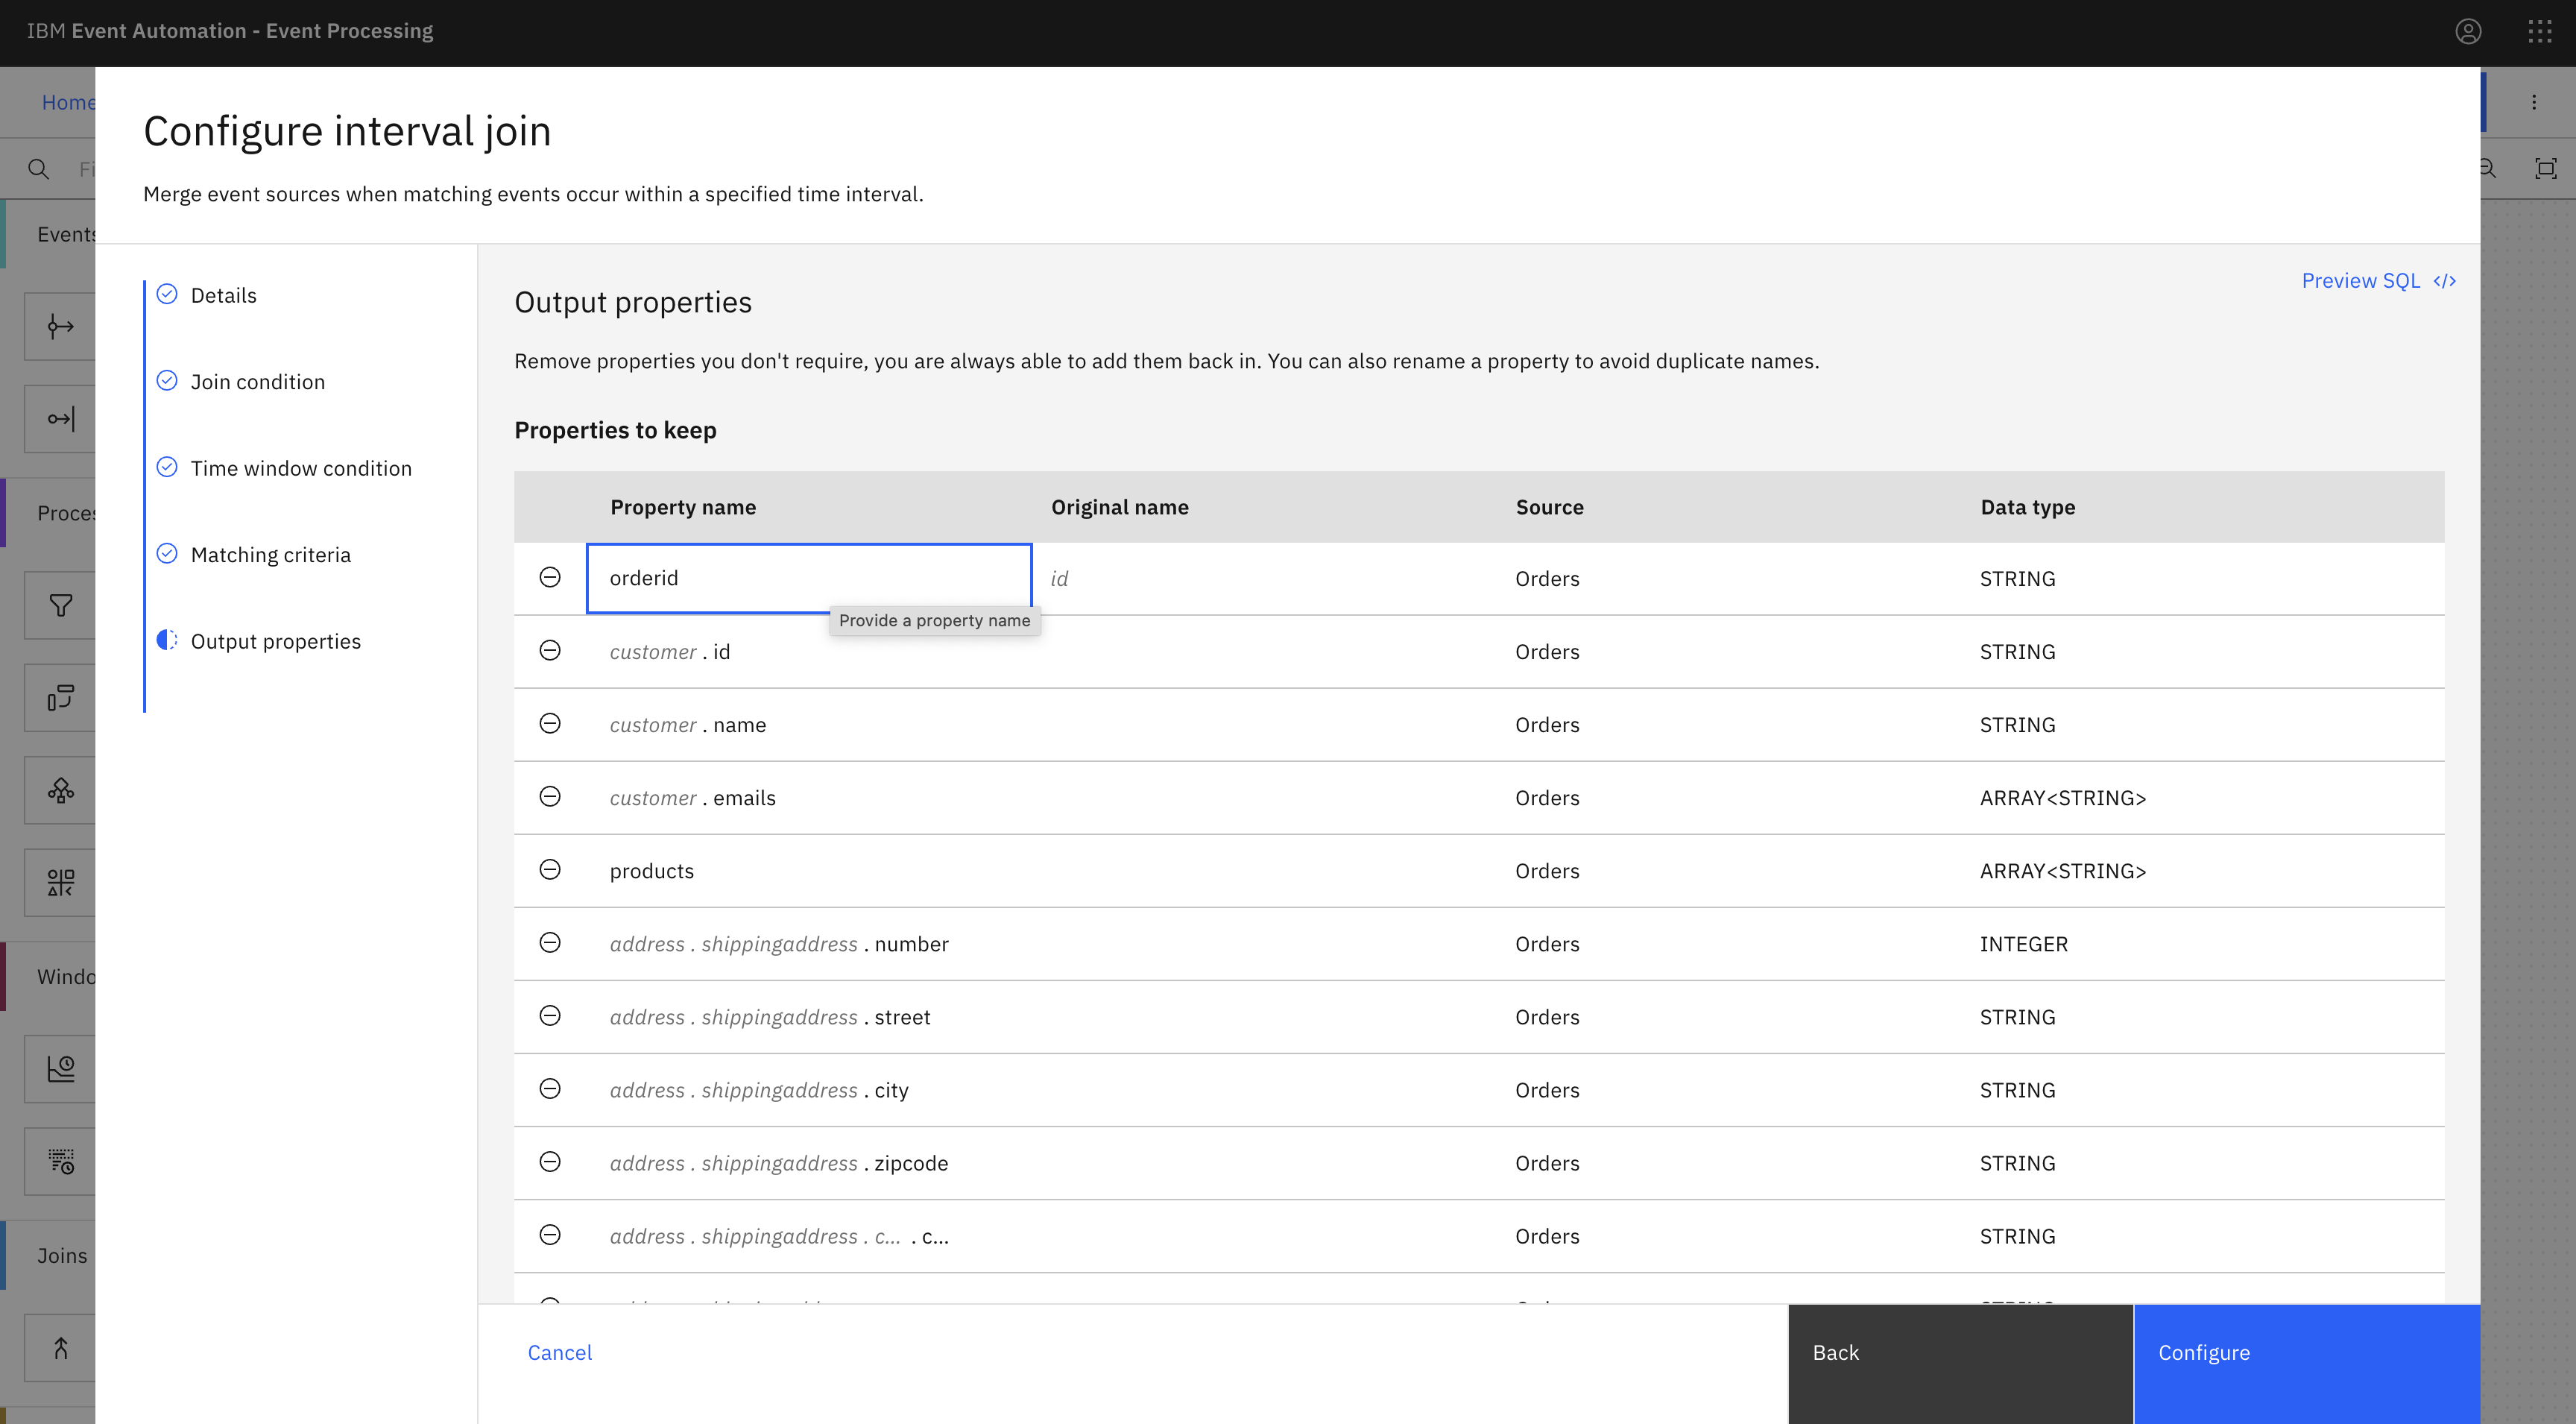 IBM Event Automation - Event Processing
Home
Configure interval join
Merge event sources when matching events occur within a specified time interval.
Events
Windo
Joins
Details
Join condition
Time window condition
Matching criteria
Output properties
Preview SQL </>
Output properties
Remove properties you don't require, you are always able to add them back in. You can also rename a property to avoid duplicate names.
Properties to keep
Property name Original name Source Data type
orderid id Orders STRING
Provide a property name
customer . id Orders STRING
customer . name Orders STRING
customer . emails Orders ARRAY<STRING>
products Orders ARRAY<STRING>
address . shippingaddress . number Orders INTEGER
address . shippingaddress . street Orders STRING
address . shippingaddress . city Orders STRING
address . shippingaddress . zipcode Orders STRING
address . shippingaddress . c... . c... Orders STRING
Cancel
Back
Configure